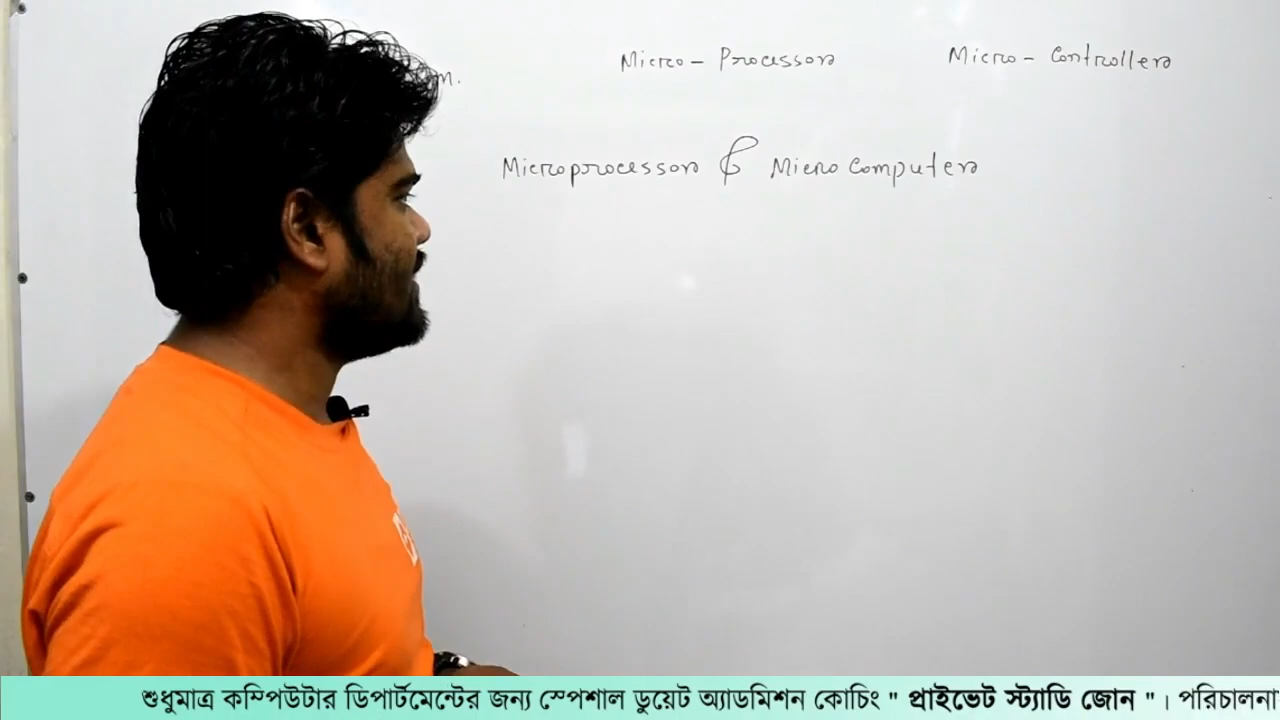 m. Micro - Processor Micro - Controller
Microprocessor & Micro Computer
শুধুমাত্র কম্পিউটার ডিপার্টমেন্টের জন্য স্পেশাল ডুয়েট অ্যাডমিশন কোচিং " প্রাইভেট স্ট্যাডি জোন " । পরিচালনা